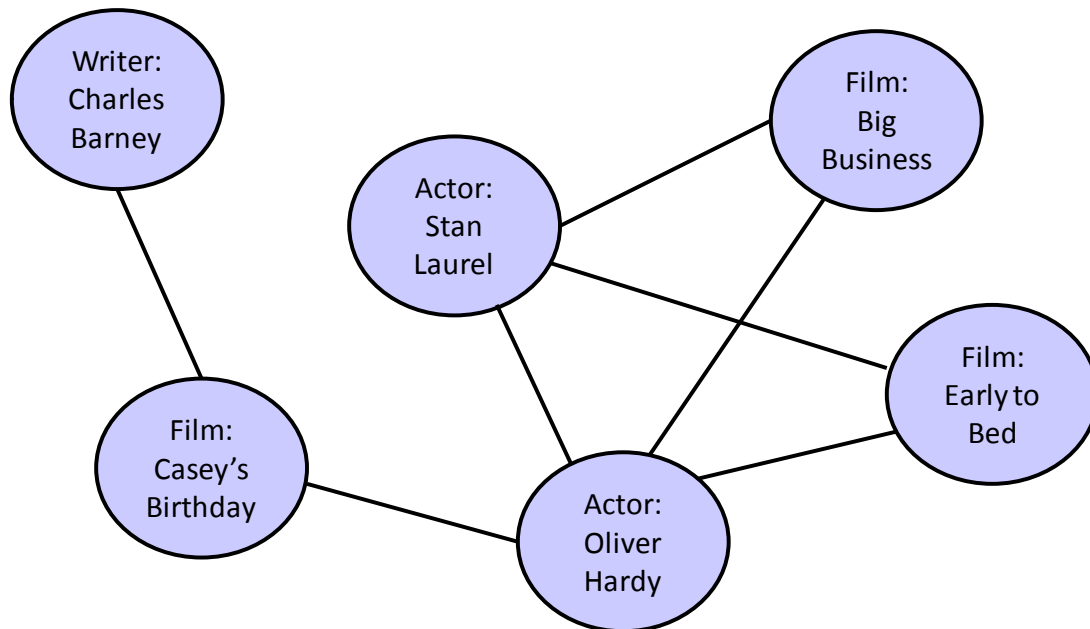 Writer:
Charles
Barney
Film:
Big
Business
Actor:
Stan
Laurel
Film:
Early to
Bed
Film:
Casey’s
Birthday
Actor:
Oliver
Hardy